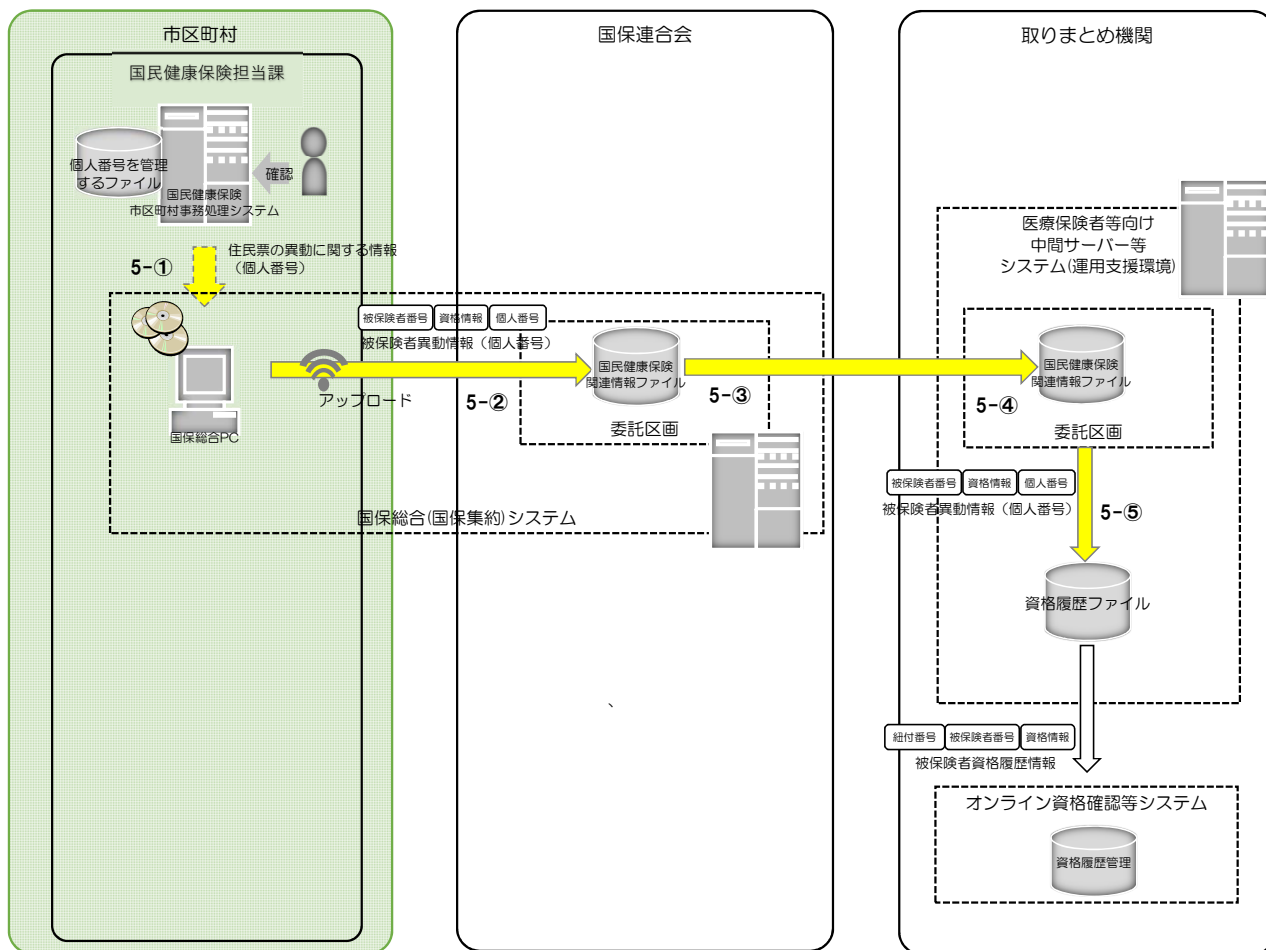 市区町村
国民健康保険担当課
個人番号を管理
するファイル
国民健康保険
市区町村事務処理システム
確認
5-①
住民票の異動に関する情報
（個人番号）
国保総合PC
アップロード
国保連合会
被保険者番号
資格情報
個人番号
被保険者異動情報（個人番号）
5-②
国民健康保険
関連情報ファイル
5-③
委託区画
国保総合(国保集約)システム
、
取りまとめ機関
医療保険者等向け
中間サーバー等
システム(運用支援環境)
5-④
国民健康保険
関連情報ファイル
委託区画
被保険者番号
資格情報
個人番号
被保険者異動情報（個人番号）
5-⑤
資格履歴ファイル
紐付番号
被保険者番号
資格情報
被保険者資格履歴情報
オンライン資格確認等システム
資格履歴管理